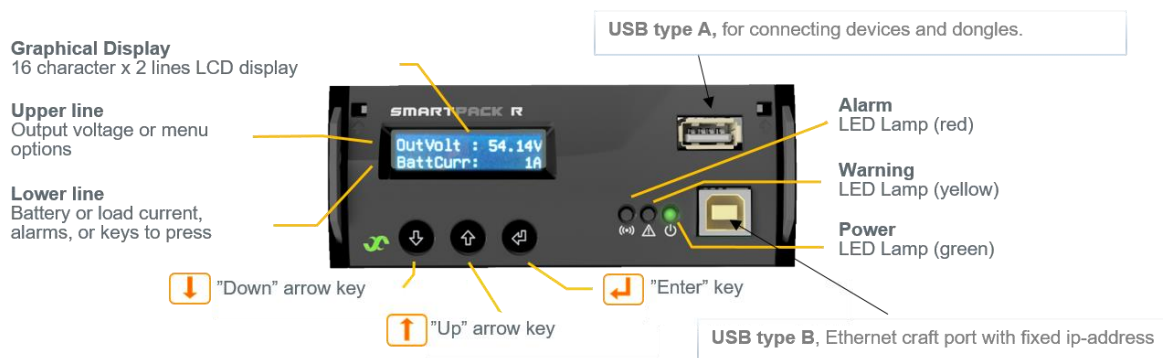 USB type A, for connecting devices and dongles.
Graphical Display
16 character x 2 lines LCD display
Upper line
Output voltage or menu
options
Lower line
Battery or load current,
alarms, or keys to press
SMARTPACK R
OutVolt : 54.14V
BattCurr: 1A
Alarm
LED Lamp (red)
Warning
LED Lamp (yellow)
Power
LED Lamp (green)
"Down" arrow key
"Up" arrow key
"Enter" key
USB type B, Ethernet craft port with fixed ip-address